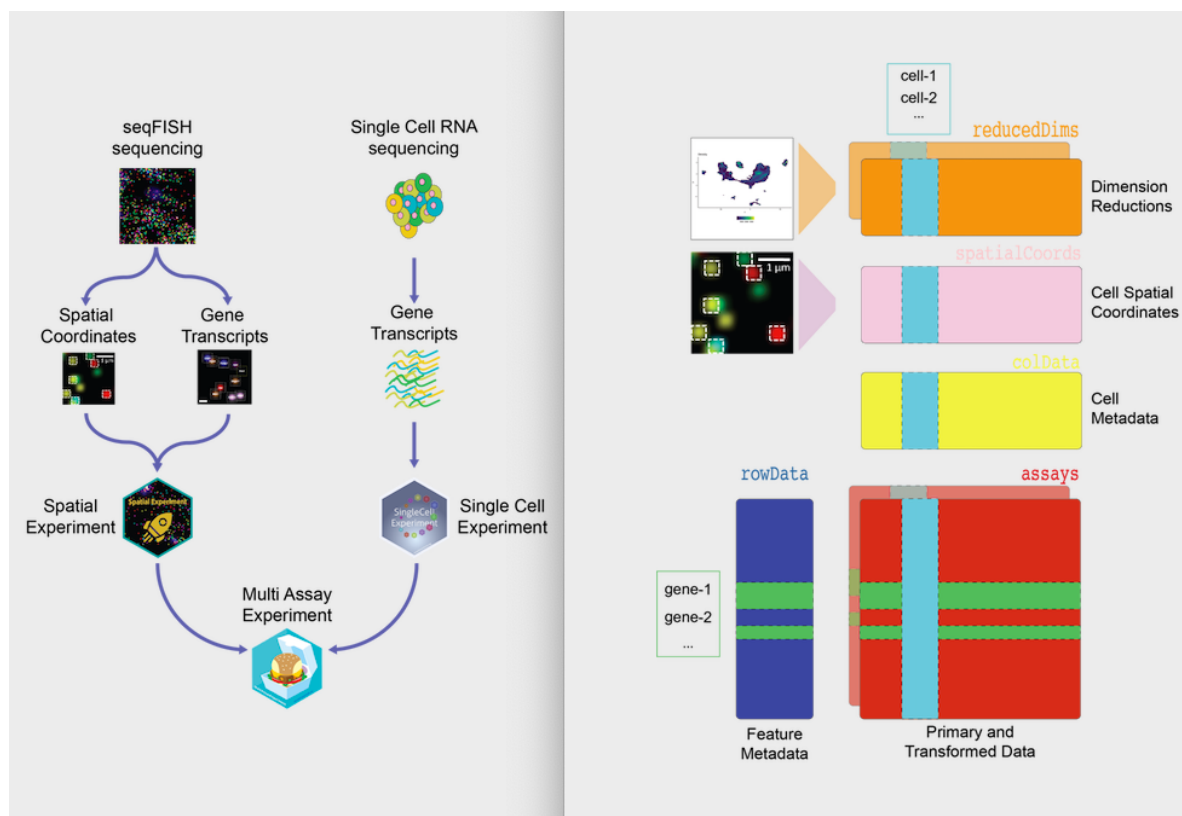 seqFISH
sequencing
Single Cell RNA
sequencing
Spatial
Coordinates
Gene
Transcripts
Gene
Transcripts
1 μm
Spatial
Experiment
Spatial Experiment
SingleCell
Experiment
Single Cell
Experiment
Multi Assay
Experiment
cell-1
cell-2
...
reducedDims
Dimension
Reductions
spatialCoords
1 μm
Cell Spatial
Coordinates
colData
Cell
Metadata
rowData
assays
gene-1
gene-2
...
Feature
Metadata
Primary and
Transformed Data